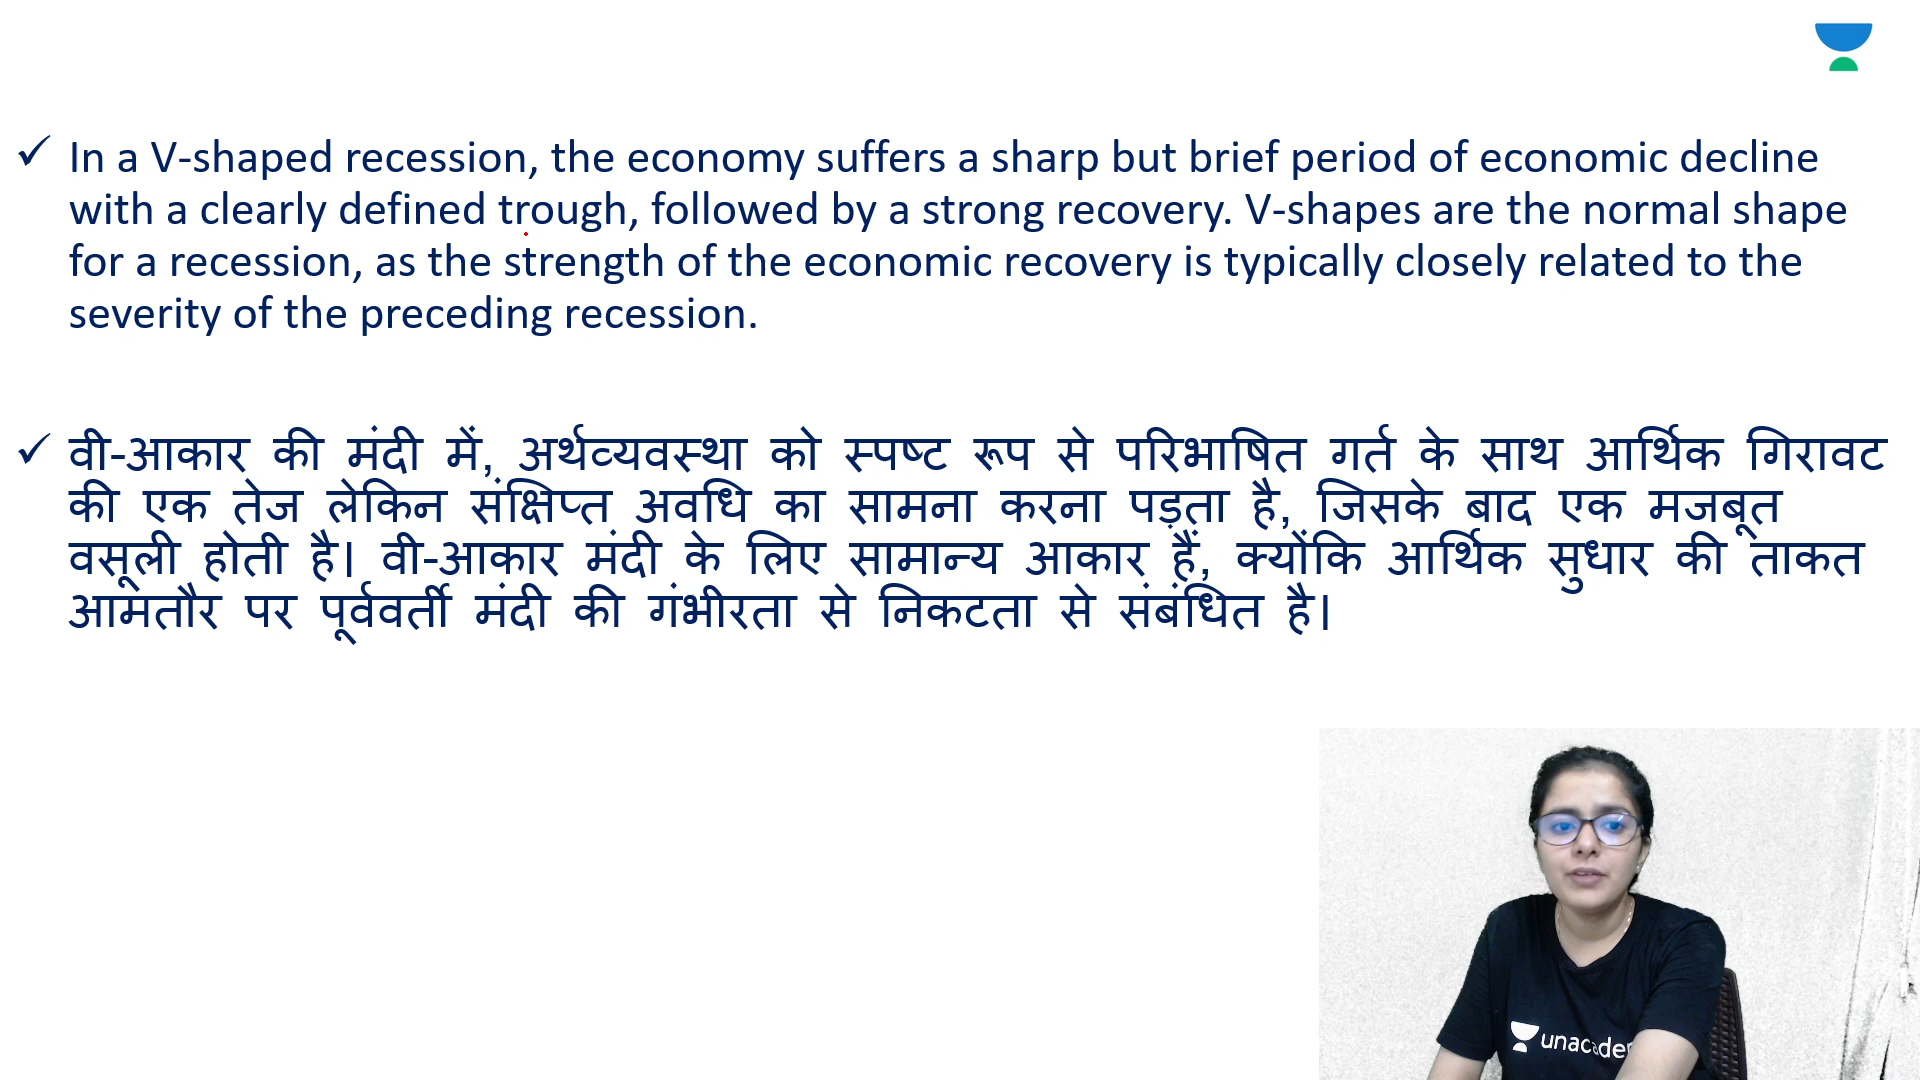 In a V-shaped recession, the economy suffers a sharp but brief period of economic decline
with a clearly defined trough, followed by a strong recovery. V-shapes are the normal shape
for a recession, as the strength of the economic recovery is typically closely related to the
severity of the preceding recession.
वी-आकार की मंदी में, अर्थव्यवस्था को स्पष्ट रूप से परिभाषित गर्त के साथ आर्थिक गिरावट
की एक तेज लेकिन संक्षिप्त अवधि का सामना करना पड़ता है, जिसके बाद एक मजबूत
वसूली होती है। वी-आकार मंदी के लिए सामान्य आकार हैं, क्योंकि आर्थिक सुधार की ताकत
आमतौर पर पूर्ववर्ती मंदी की गंभीरता से निकटता से संबंधित है।